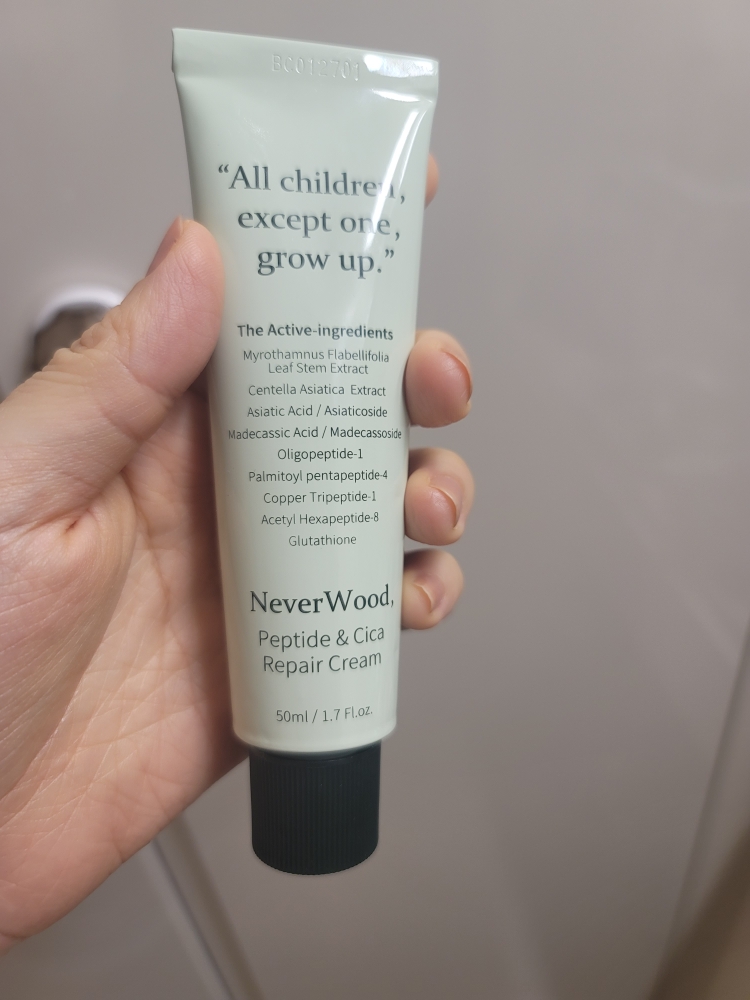 BC012701
“All children,
except one,
grow up.”
The Active-ingredients
Myrothamnus Flabellifolia
Leaf Stem Extract
Centella Asiatica Extract
Asiatic Acid / Asiaticoside
Madecassic Acid / Madecassoside
Oligopeptide-1
Palmitoyl pentapeptide-4
Copper Tripeptide-1
Acetyl Hexapeptide-8
Glutathione
NeverWood,
Peptide & Cica
Repair Cream
50ml / 1.7 Fl.oz.